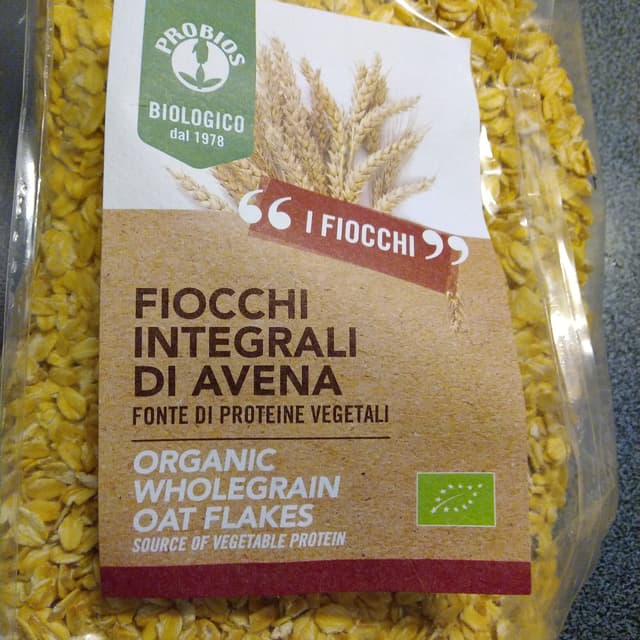 PROBIOS
BIOLOGICO
dal 1978
“ I FIOCCHI ”
FIOCCHI
INTEGRALI
DI AVENA
FONTE DI PROTEINE VEGETALI
ORGANIC
WHOLEGRAIN
OAT FLAKES
SOURCE OF VEGETABLE PROTEIN